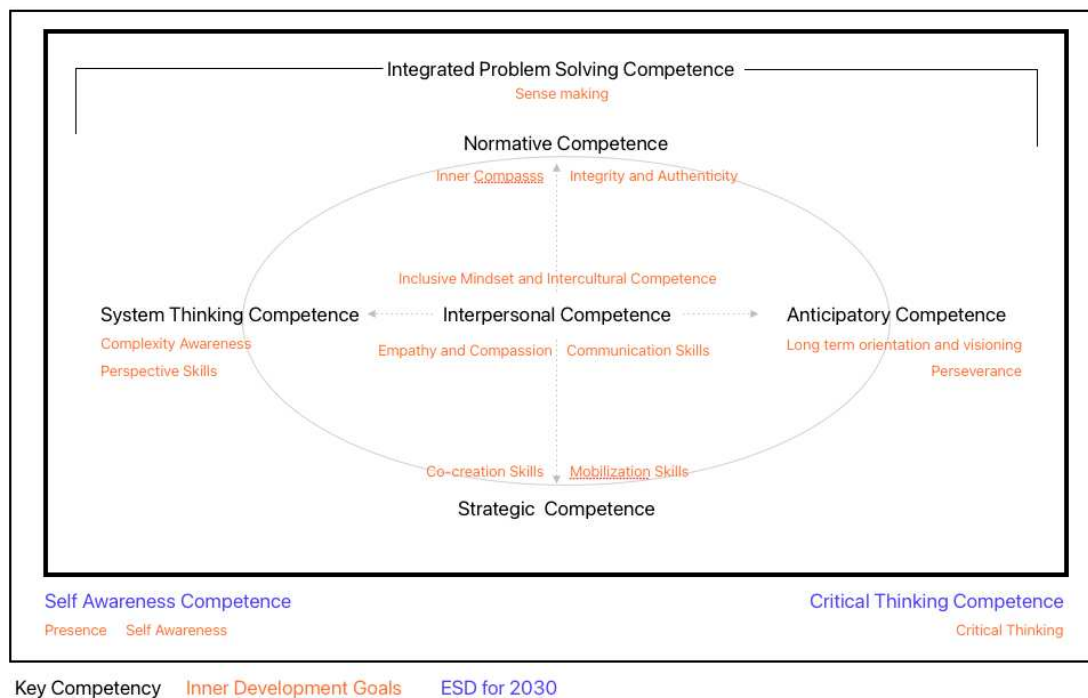 Integrated Problem Solving Competence
Sense making
Normative Competence
Inner Compasss Integrity and Authenticity
Inclusive Mindset and Intercultural Competence
System Thinking Competence Interpersonal Competence Anticipatory Competence
Complexity Awareness Empathy and Compassion Communication Skills Long term orientation and visioning
Perspective Skills Perseverance
Co-creation Skills Mobilization Skills
Strategic Competence
Self Awareness Competence Critical Thinking Competence
Presence Self Awareness Critical Thinking
Key Competency Inner Development Goals ESD for 2030